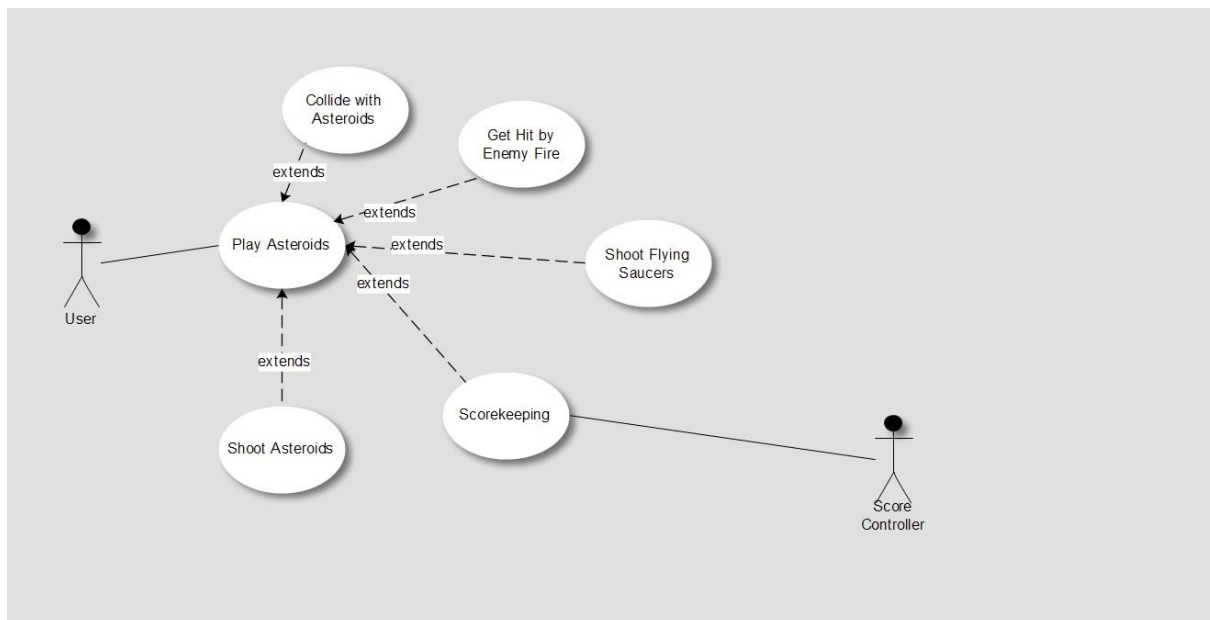 Collide with
Asteroids
Get Hit by
Enemy Fire
extends
extends
Play Asteroids
extends
Shoot Flying
Saucers
extends
User
extends
Scorekeeping
Shoot Asteroids
Score
Controller